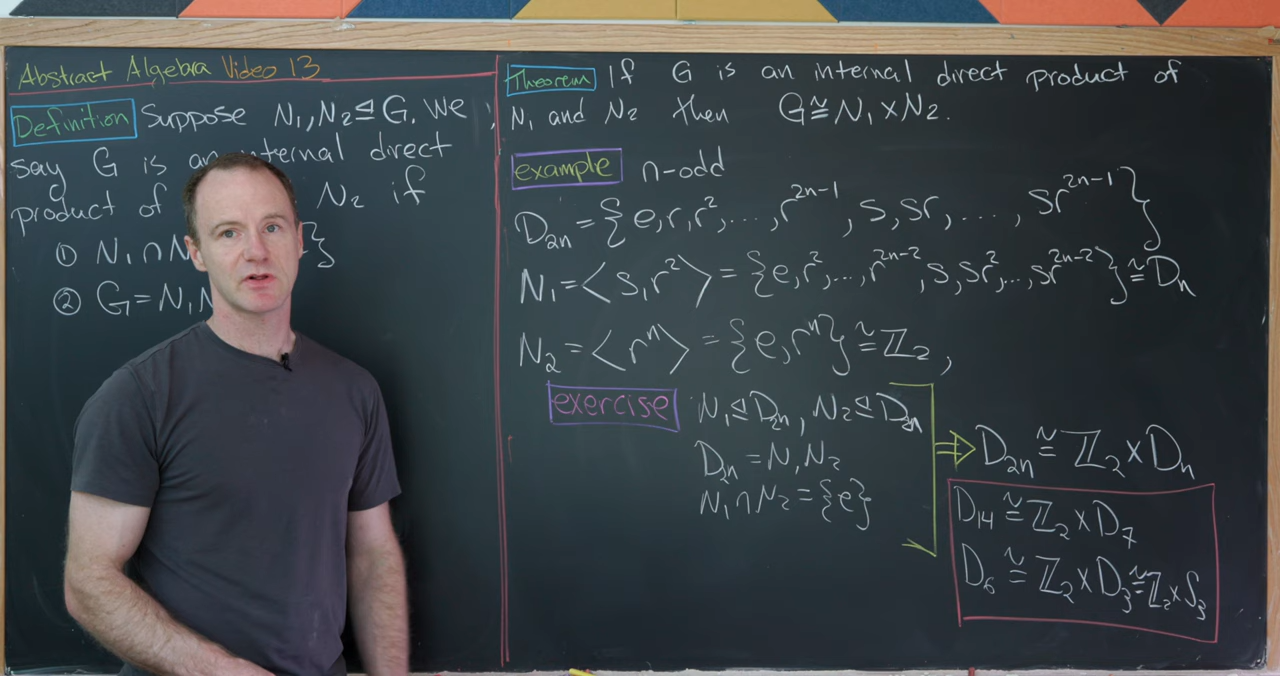 Abstract Algebra Video 13
Definition Suppose N₁, N₂ ⊴ G. We
say G is an internal direct
product of N₂ if
① N₁ ∩ N }
② G = N₁N
Theorem If G is an internal direct product of
N₁ and N₂ then G ≅ N₁ × N₂.
example n-odd
D₂ₙ = {e, r, r², ..., r²ⁿ⁻¹, s, sr, ..., sr²ⁿ⁻¹}
N₁ = <s, r²> = {e, r², ..., r²ⁿ⁻², s, sr², ..., sr²ⁿ⁻²} ≅ Dₙ
N₂ = <rⁿ> = {e, rⁿ} ≅ ℤ₂,
exercise N₁ ⊴ D₂ₙ, N₂ ⊴ D₂ₙ
D₂ₙ = N₁N₂
N₁ ∩ N₂ = {e}
⇒ D₂ₙ ≅ ℤ₂ × Dₙ
D₁₄ ≅ ℤ₂ × D₇
D₆ ≅ ℤ₂ × D₃ ≅ ℤ₂ × S₃